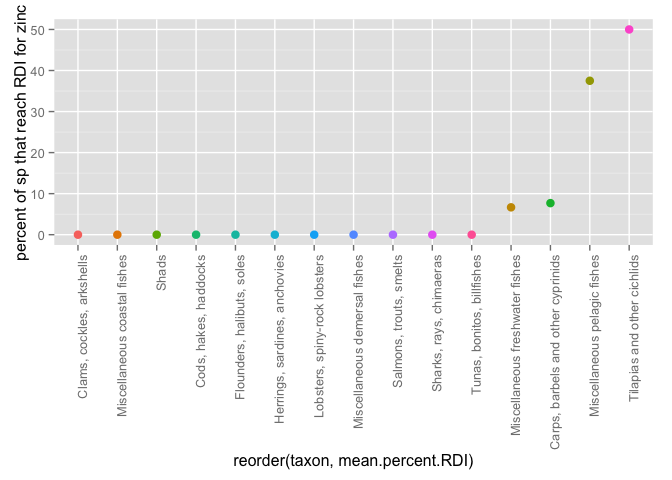 percent of sp that reach RDI for zinc
50
40
30
20
10
0
Clams, cockles, arkshells
Miscellaneous coastal fishes
Shads
Cods, hakes, haddocks
Flounders, halibuts, soles
Herrings, sardines, anchovies
Lobsters, spiny-rock lobsters
Miscellaneous demersal fishes
Salmons, trouts, smelts
Sharks, rays, chimaeras
Tunas, bonitos, billfishes
Miscellaneous freshwater fishes
Carps, barbels and other cyprinids
Miscellaneous pelagic fishes
Tilapias and other cichlids
reorder(taxon, mean.percent.RDI)